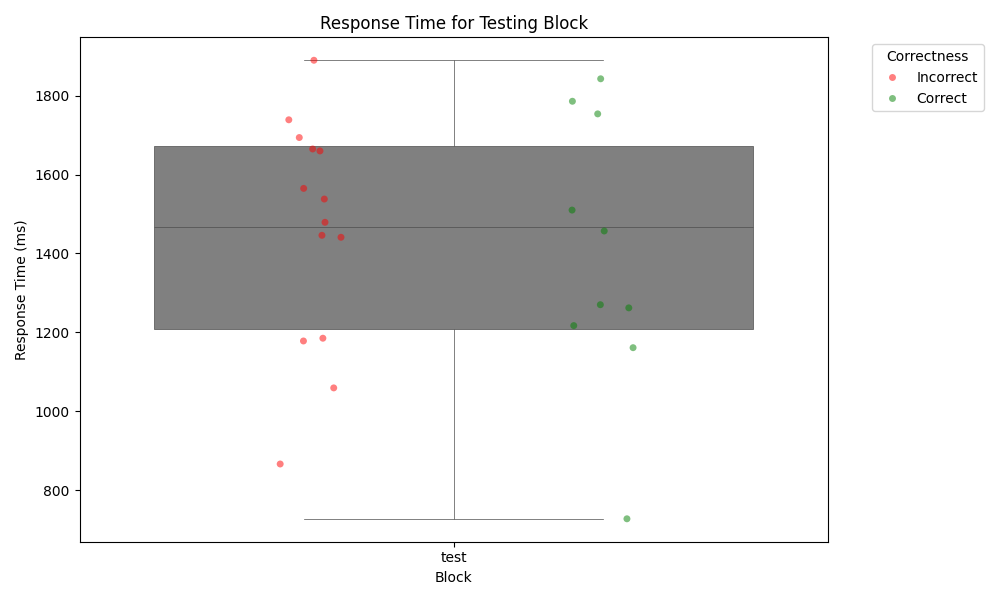 Response Time for Testing Block
Correctness
Incorrect
Correct
Response Time (ms)
1800
1600
1400
1200
1000
800
test
Block